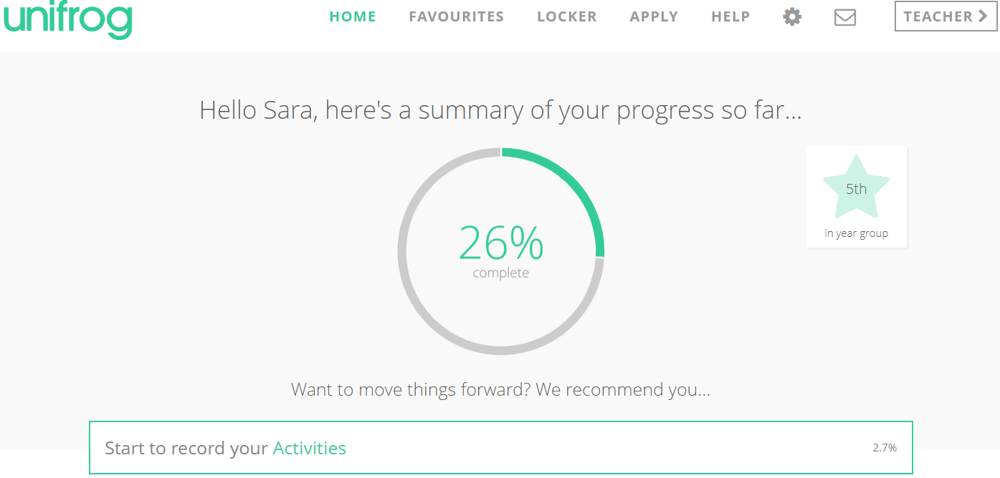 unifrog
HOME FAVOURITES LOCKER APPLY HELP TEACHER
Hello Sara, here's a summary of your progress so far...
26%
complete
5th
in year group
Want to move things forward? We recommend you...
Start to record your Activities 2.7%